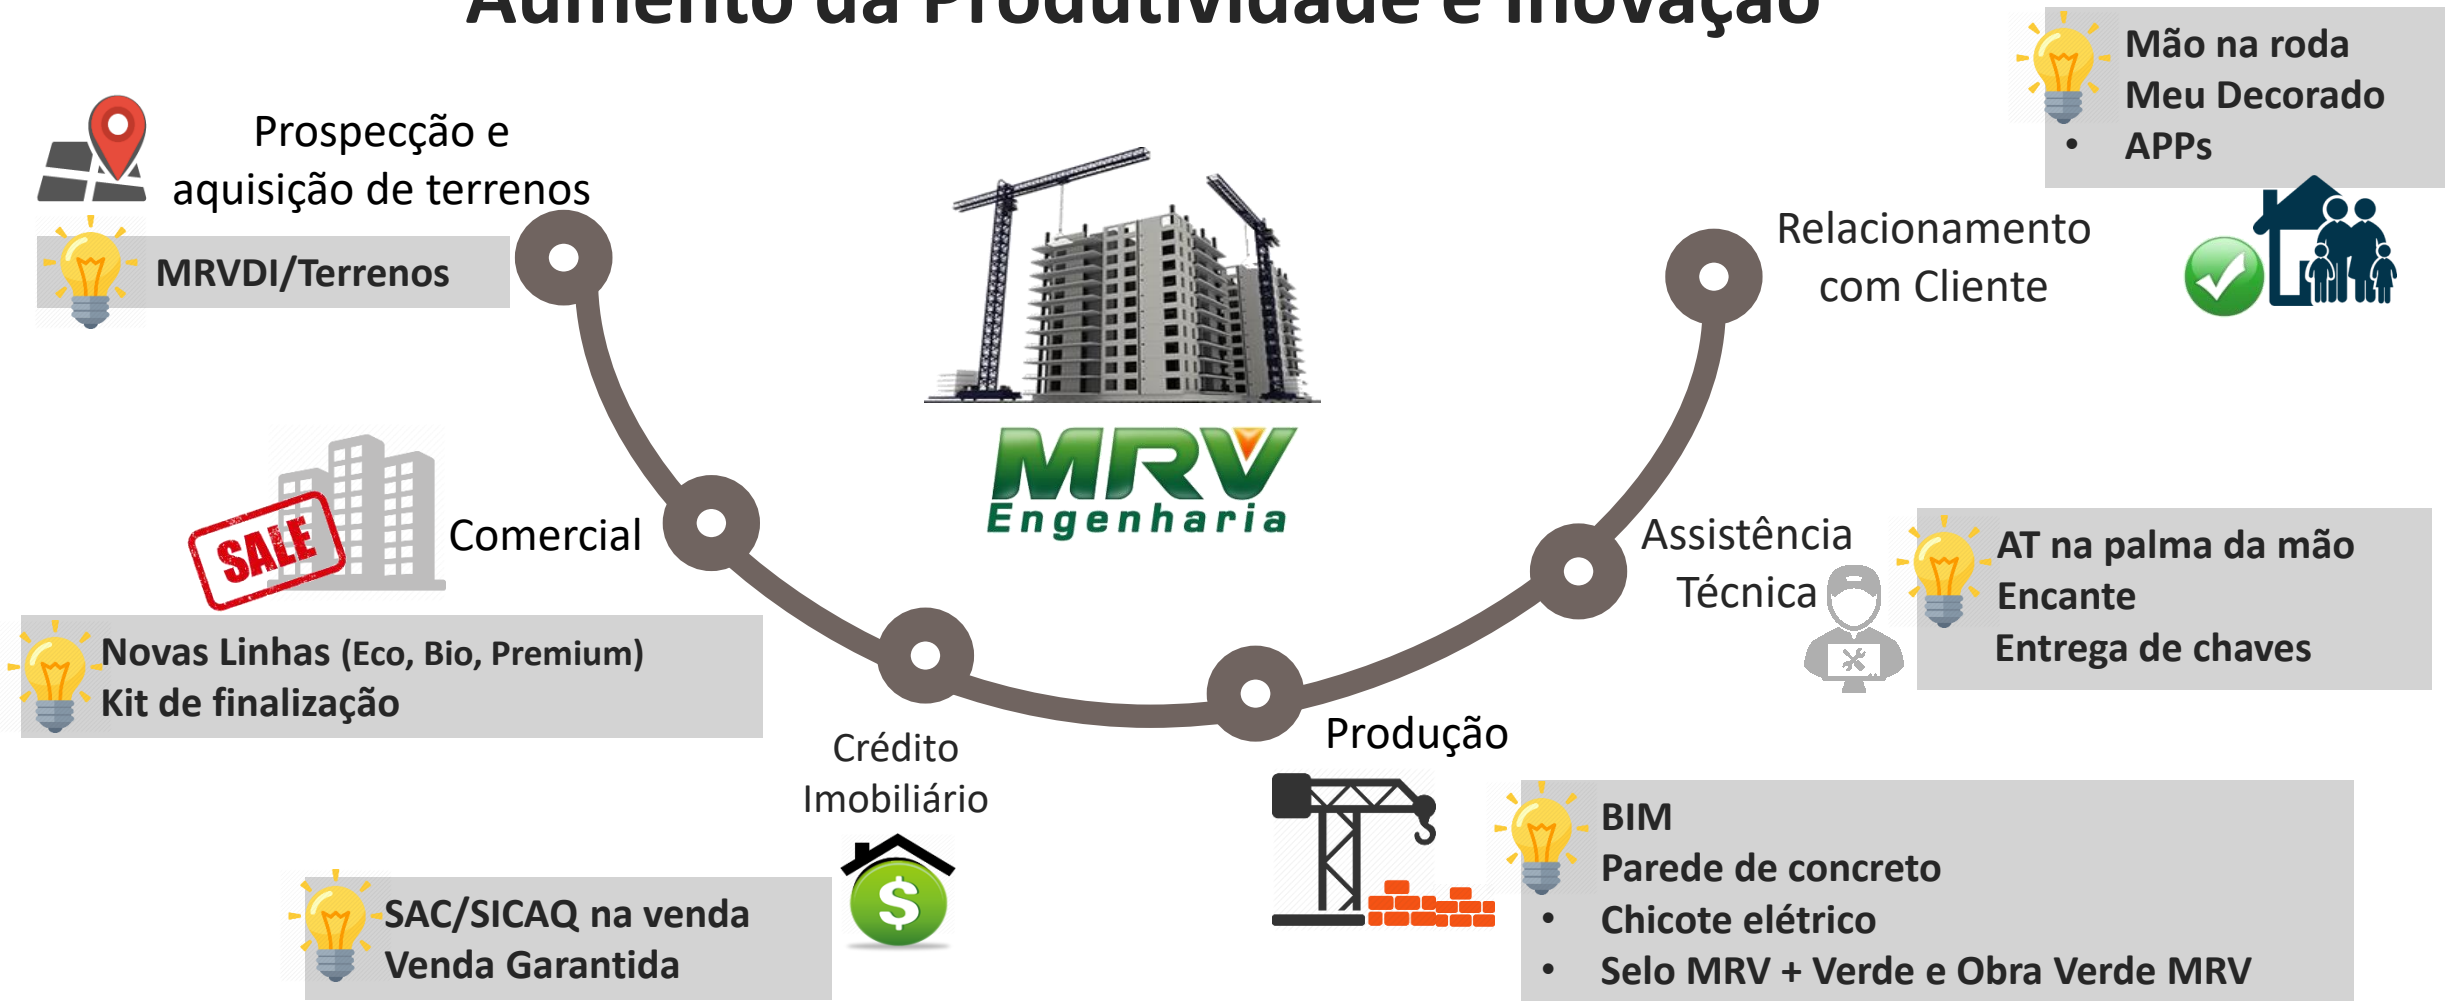 Aumento da Produtividade e Inovação
Mão na roda
Meu Decorado
• APPs
Prospecção e
aquisição de terrenos
MRVDI/Terrenos
Relacionamento
com Cliente
MRV
Engenharia
SALE
Comercial
Novas Linhas (Eco, Bio, Premium)
Kit de finalização
Assistência
Técnica
AT na palma da mão
Encante
Entrega de chaves
Crédito
Imobiliário
$
SAC/SICAQ na venda
Venda Garantida
Produção
BIM
Parede de concreto
• Chicote elétrico
• Selo MRV + Verde e Obra Verde MRV